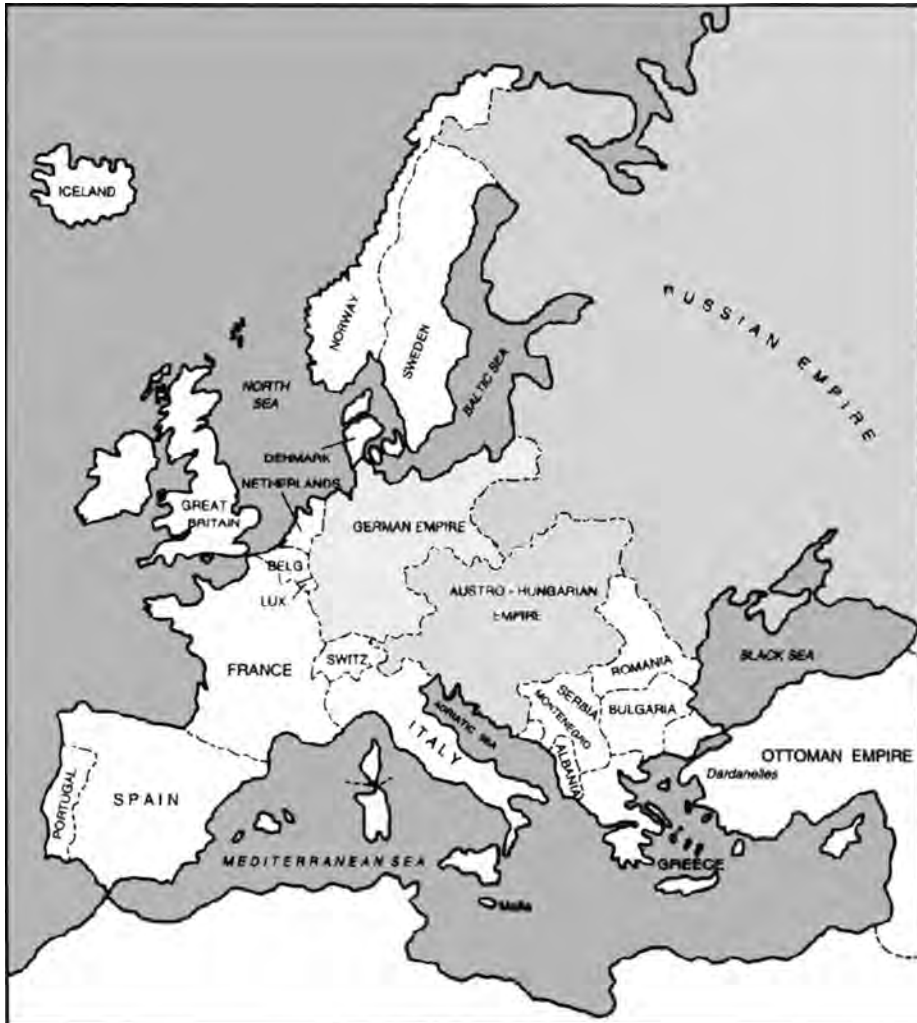 ICELAND
RUSSIAN EMPIRE
NORWAY
SWEDEN
BALTIC SEA
NORTH
SEA
DENMARK
NETHERLANDS
GREAT
BRITAIN
GERMAN EMPIRE
BELG
LUX
AUSTRO - HUNGARIAN
EMPIRE
FRANCE
SWITZ
ROMANIA
BLACK SEA
SERBIA
MONTENEGRO
BULGARIA
ADRIATIC SEA
ITALY
ALBANIA
OTTOMAN EMPIRE
Dardanelles
PORTUGAL
SPAIN
MEDITERRANEAN SEA
GREECE
Malta